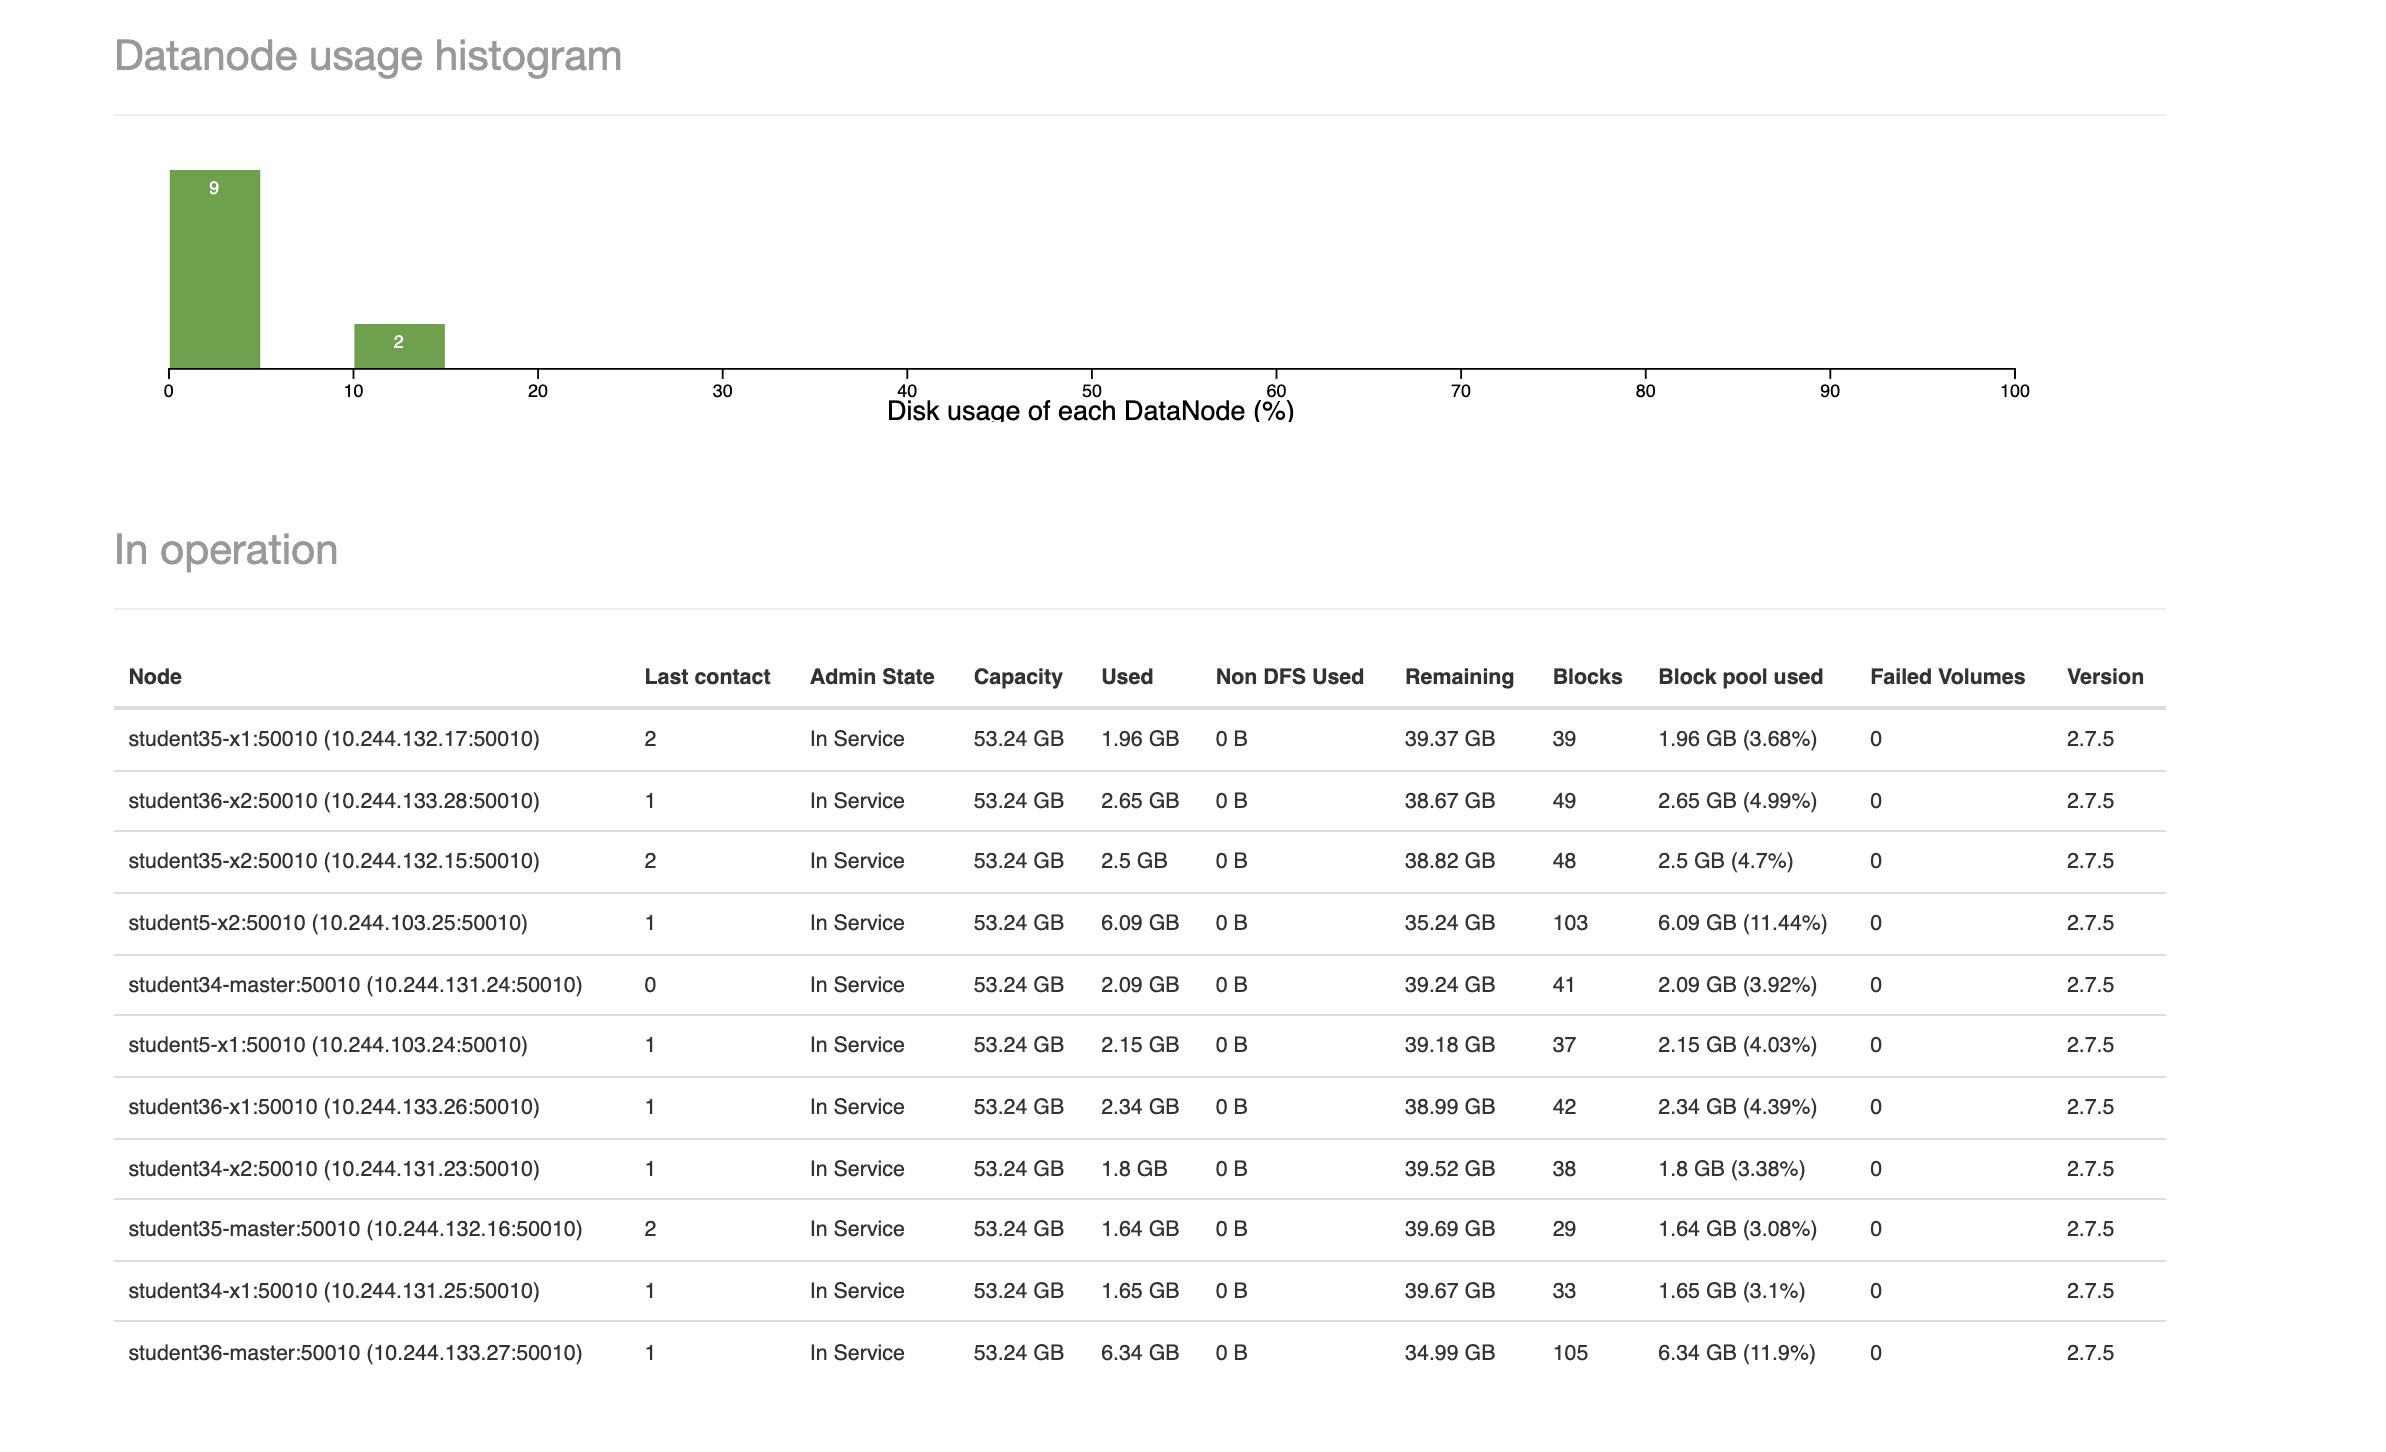 Datanode usage histogram
9
2
0 10 20 30 40 50 60 70 80 90 100
Disk usage of each DataNode (%)
In operation
Node Last contact Admin State Capacity Used Non DFS Used Remaining Blocks Block pool used Failed Volumes Version
student35-x1:50010 (10.244.132.17:50010) 2 In Service 53.24 GB 1.96 GB 0 B 39.37 GB 39 1.96 GB (3.68%) 0 2.7.5
student36-x2:50010 (10.244.133.28:50010) 1 In Service 53.24 GB 2.65 GB 0 B 38.67 GB 49 2.65 GB (4.99%) 0 2.7.5
student35-x2:50010 (10.244.132.15:50010) 2 In Service 53.24 GB 2.5 GB 0 B 38.82 GB 48 2.5 GB (4.7%) 0 2.7.5
student5-x2:50010 (10.244.103.25:50010) 1 In Service 53.24 GB 6.09 GB 0 B 35.24 GB 103 6.09 GB (11.44%) 0 2.7.5
student34-master:50010 (10.244.131.24:50010) 0 In Service 53.24 GB 2.09 GB 0 B 39.24 GB 41 2.09 GB (3.92%) 0 2.7.5
student5-x1:50010 (10.244.103.24:50010) 1 In Service 53.24 GB 2.15 GB 0 B 39.18 GB 37 2.15 GB (4.03%) 0 2.7.5
student36-x1:50010 (10.244.133.26:50010) 1 In Service 53.24 GB 2.34 GB 0 B 38.99 GB 42 2.34 GB (4.39%) 0 2.7.5
student34-x2:50010 (10.244.131.23:50010) 1 In Service 53.24 GB 1.8 GB 0 B 39.52 GB 38 1.8 GB (3.38%) 0 2.7.5
student35-master:50010 (10.244.132.16:50010) 2 In Service 53.24 GB 1.64 GB 0 B 39.69 GB 29 1.64 GB (3.08%) 0 2.7.5
student34-x1:50010 (10.244.131.25:50010) 1 In Service 53.24 GB 1.65 GB 0 B 39.67 GB 33 1.65 GB (3.1%) 0 2.7.5
student36-master:50010 (10.244.133.27:50010) 1 In Service 53.24 GB 6.34 GB 0 B 34.99 GB 105 6.34 GB (11.9%) 0 2.7.5